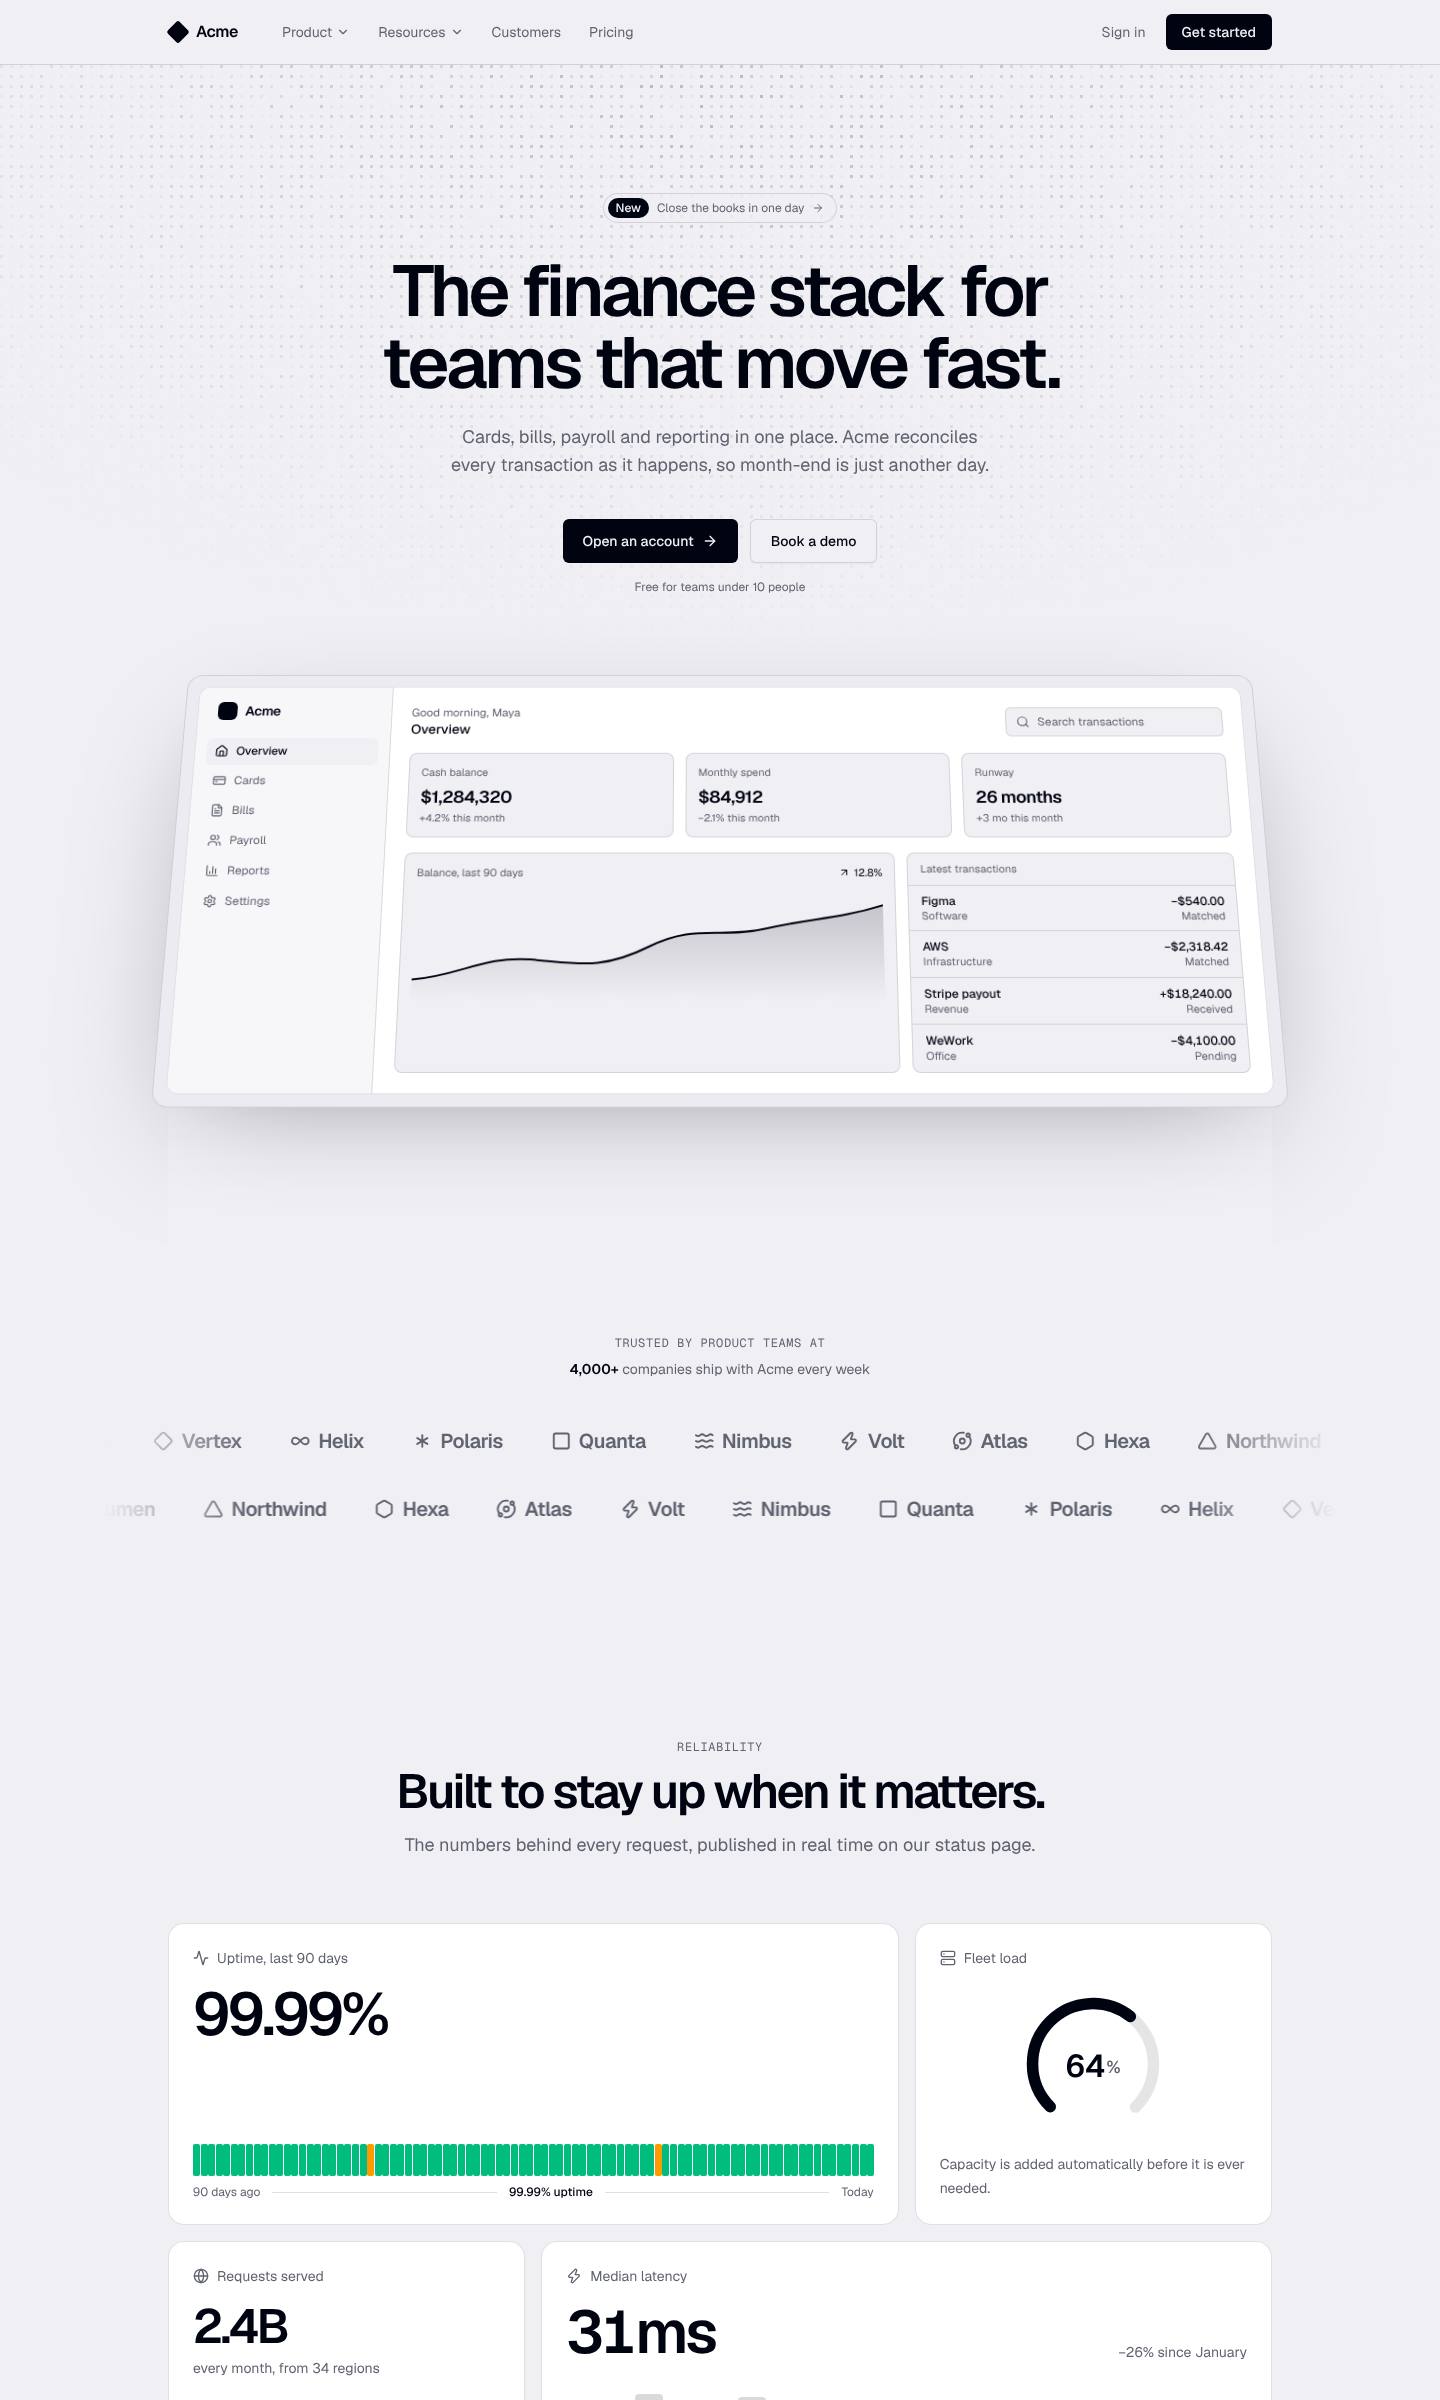 Acme
Product
Resources
Customers
Pricing
Sign in
Get started
New Close the books in one day
The finance stack for
teams that move fast.
Cards, bills, payroll and reporting in one place. Acme reconciles
every transaction as it happens, so month-end is just another day.
Open an account
Book a demo
Free for teams under 10 people
Acme
Overview
Cards
Bills
Payroll
Reports
Settings
Good morning, Maya
Overview
Search transactions
Cash balance
$1,284,320
+4.2% this month
Monthly spend
$84,912
−2.1% this month
Runway
26 months
+3 mo this month
Balance, last 90 days
12.8%
Latest transactions
Figma
−$540.00
Software
Matched
AWS
−$2,318.42
Infrastructure
Matched
Stripe payout
+$18,240.00
Revenue
Received
WeWork
−$4,100.00
Office
Pending
TRUSTED BY PRODUCT TEAMS AT
4,000+ companies ship with Acme every week
Vertex
Helix
Polaris
Quanta
Nimbus
Volt
Atlas
Hexa
Northwind
umen
Northwind
Hexa
Atlas
Volt
Nimbus
Quanta
Polaris
Helix
Ve
RELIABILITY
Built to stay up when it matters.
The numbers behind every request, published in real time on our status page.
Uptime, last 90 days
99.99%
90 days ago
99.99% uptime
Today
Fleet load
64%
Capacity is added automatically before it is ever
needed.
Requests served
2.4B
every month, from 34 regions
Median latency
31ms
−26% since January